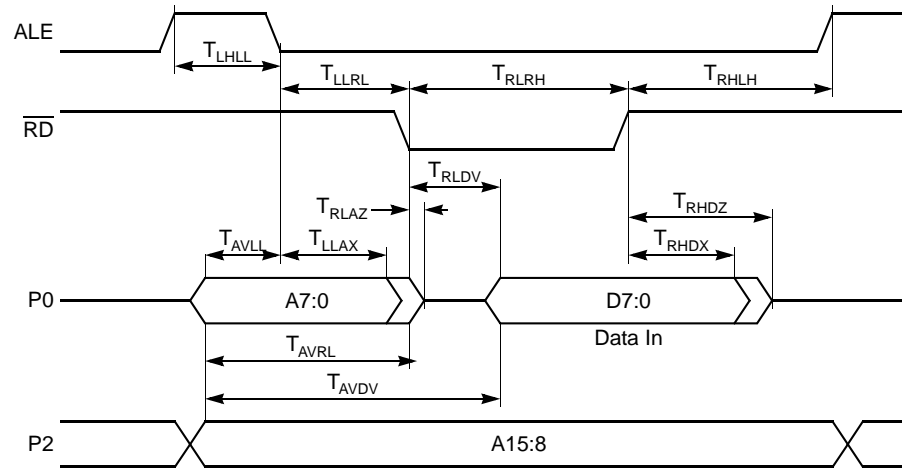 ALE
T_LHLL
T_LLRL
T_RLRH
T_RHLH
RD
T_RLDV
T_RLAZ
T_RHDZ
T_AVLL
T_LLAX
T_RHDX
P0
A7:0
D7:0
Data In
T_AVRL
T_AVDV
P2
A15:8